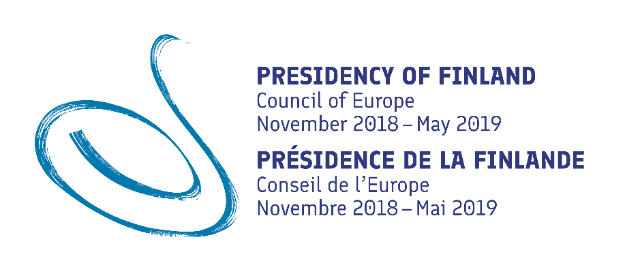 PRESIDENCY OF FINLAND
Council of Europe
November 2018 – May 2019
PRÉSIDENCE DE LA FINLANDE
Conseil de l'Europe
Novembre 2018 – Mai 2019